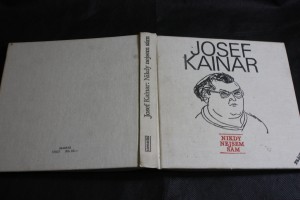 Josef Kainar: Nikdy nejsem sám
JOSEF
KAINAR
NIKDY
NEJSEM
SÁM